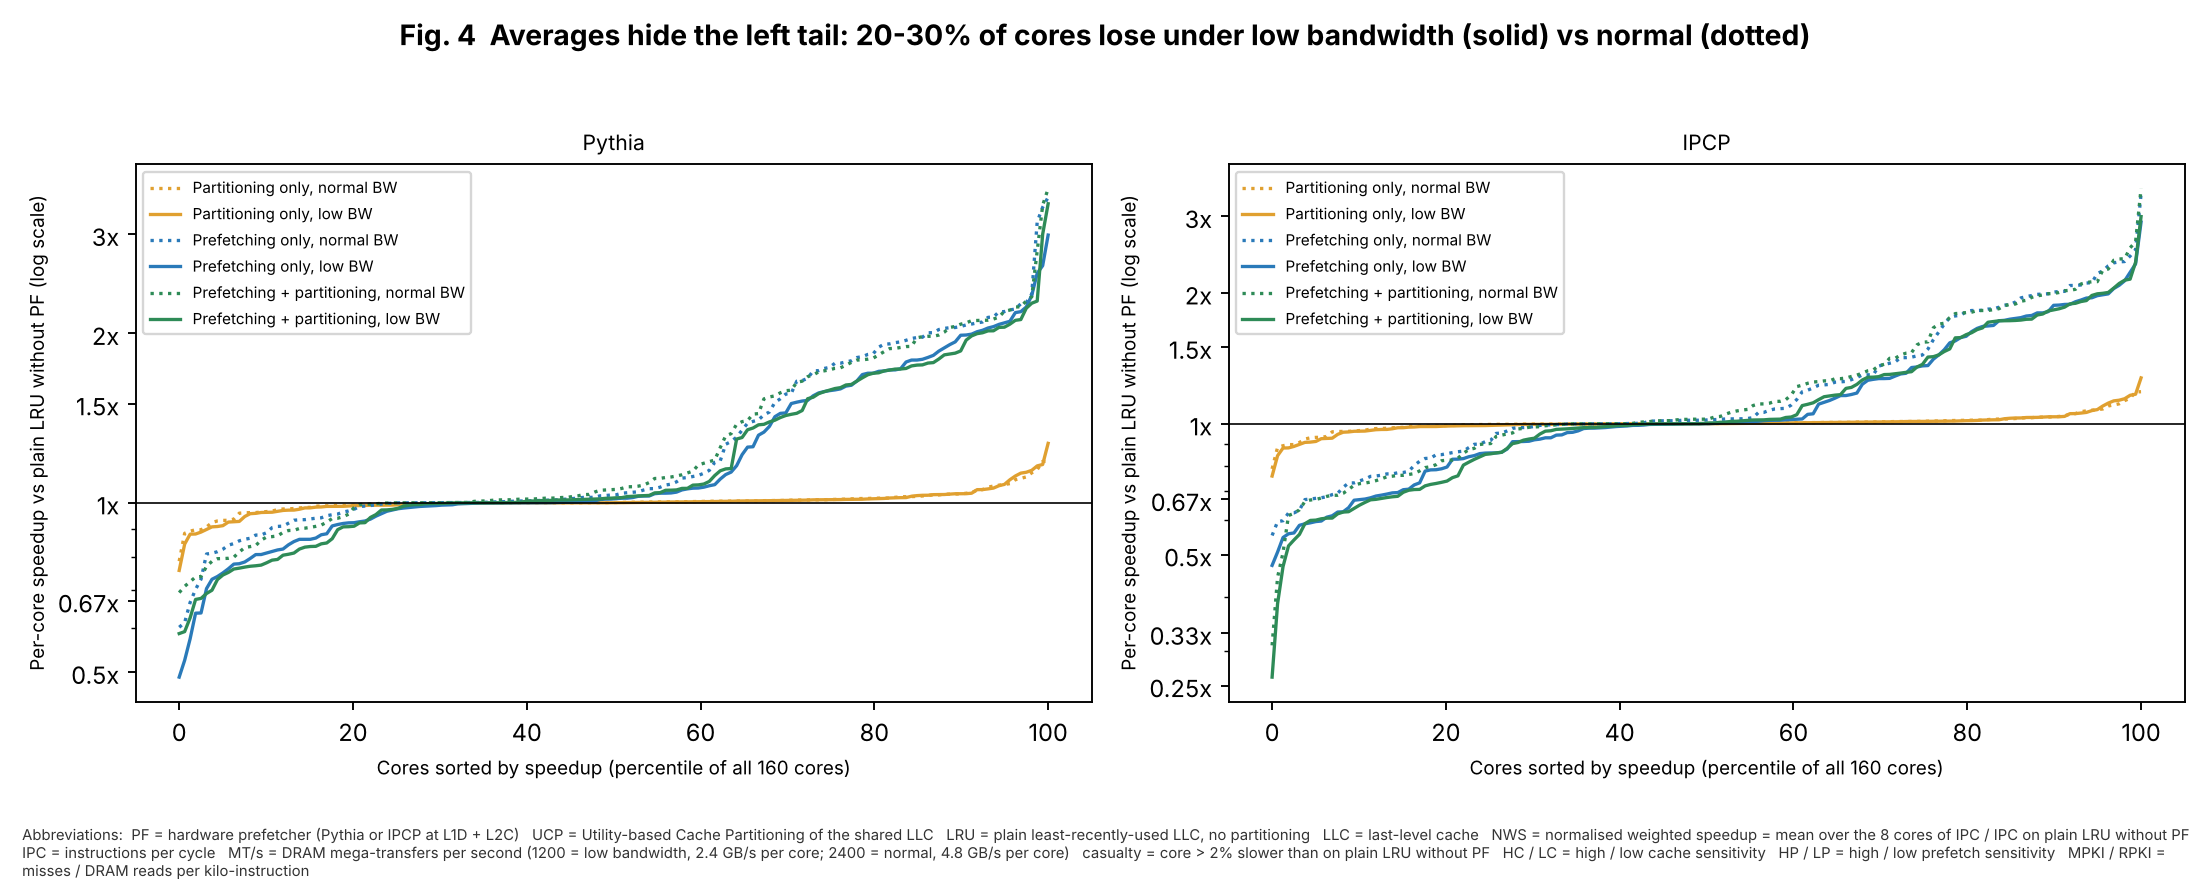 Fig. 4  Averages hide the left tail: 20-30% of cores lose under low bandwidth (solid) vs normal (dotted)
Pythia
Per-core speedup vs plain LRU without PF (log scale)
Partitioning only, normal BW
Partitioning only, low BW
Prefetching only, normal BW
Prefetching only, low BW
Prefetching + partitioning, normal BW
Prefetching + partitioning, low BW
3x
2x
1.5x
1x
0.67x
0.5x
0
20
40
60
80
100
Cores sorted by speedup (percentile of all 160 cores)
IPCP
Per-core speedup vs plain LRU without PF (log scale)
Partitioning only, normal BW
Partitioning only, low BW
Prefetching only, normal BW
Prefetching only, low BW
Prefetching + partitioning, normal BW
Prefetching + partitioning, low BW
3x
2x
1.5x
1x
0.67x
0.5x
0.33x
0.25x
0
20
40
60
80
100
Cores sorted by speedup (percentile of all 160 cores)
Abbreviations:  PF = hardware prefetcher (Pythia or IPCP at L1D + L2C)   UCP = Utility-based Cache Partitioning of the shared LLC   LRU = plain least-recently-used LLC, no partitioning   LLC = last-level cache   NWS = normalised weighted speedup = mean over the 8 cores of IPC / IPC on plain LRU without PF
IPC = instructions per cycle   MT/s = DRAM mega-transfers per second (1200 = low bandwidth, 2.4 GB/s per core; 2400 = normal, 4.8 GB/s per core)   casualty = core > 2% slower than on plain LRU without PF   HC / LC = high / low cache sensitivity   HP / LP = high / low prefetch sensitivity   MPKI / RPKI =
misses / DRAM reads per kilo-instruction